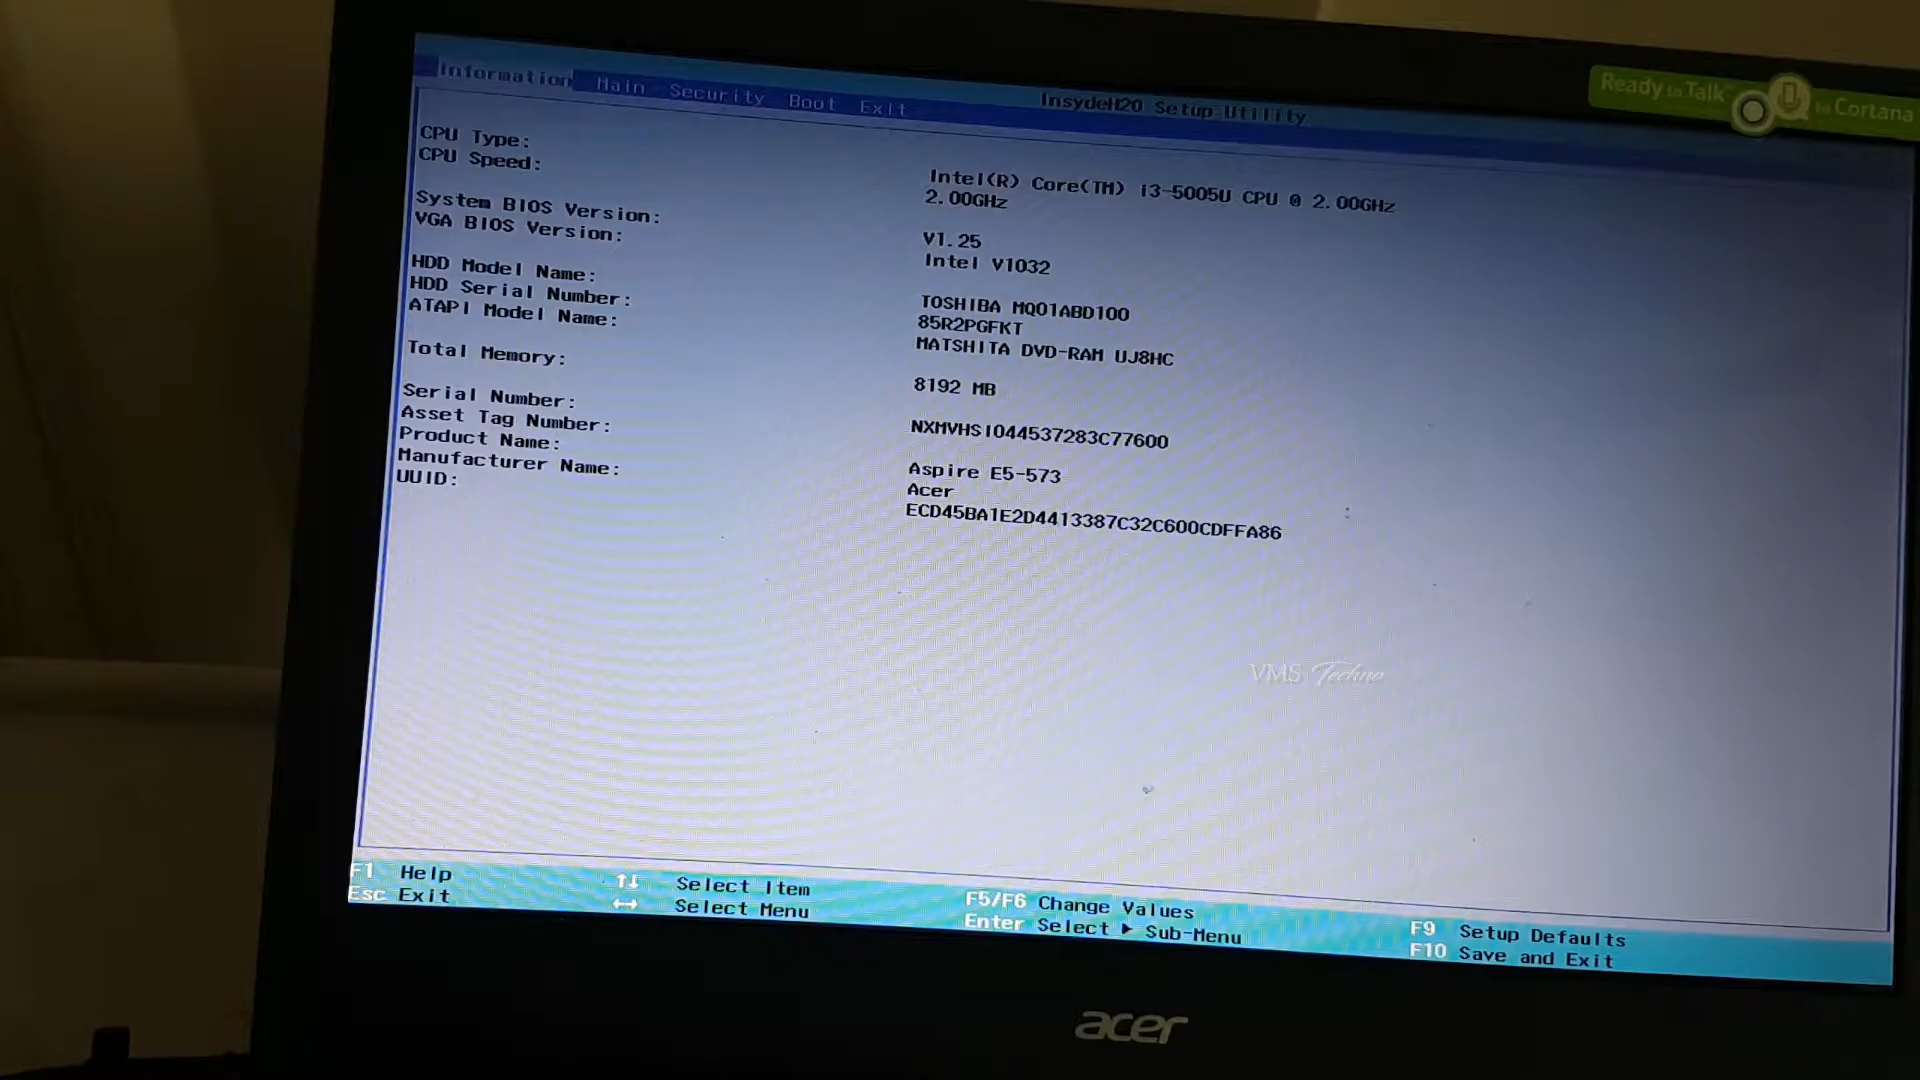 Information Main Security Boot Exit
InsydeH20 Setup Utility
Ready to Talk to Cortana
CPU Type: Intel(R) Core(TM) i3-5005U CPU @ 2.00GHz
CPU Speed: 2.00GHz
System BIOS Version: V1.25
VGA BIOS Version: Intel V1032
HDD Model Name: TOSHIBA MQ01ABD100
HDD Serial Number: 85R2PGFKT
ATAPI Model Name: MATSHITA DVD-RAM UJ8HC
Total Memory: 8192 MB
Serial Number: NXMVHSI044537283C77600
Asset Tag Number:
Product Name: Aspire E5-573
Manufacturer Name: Acer
UUID: ECD45BA1E2D4413387C32C600CDFFA86
VMS Techno
F1 Help ↑↓ Select Item F5/F6 Change Values F9 Setup Defaults
Esc Exit ↔ Select Menu Enter Select ▶ Sub-Menu F10 Save and Exit
acer